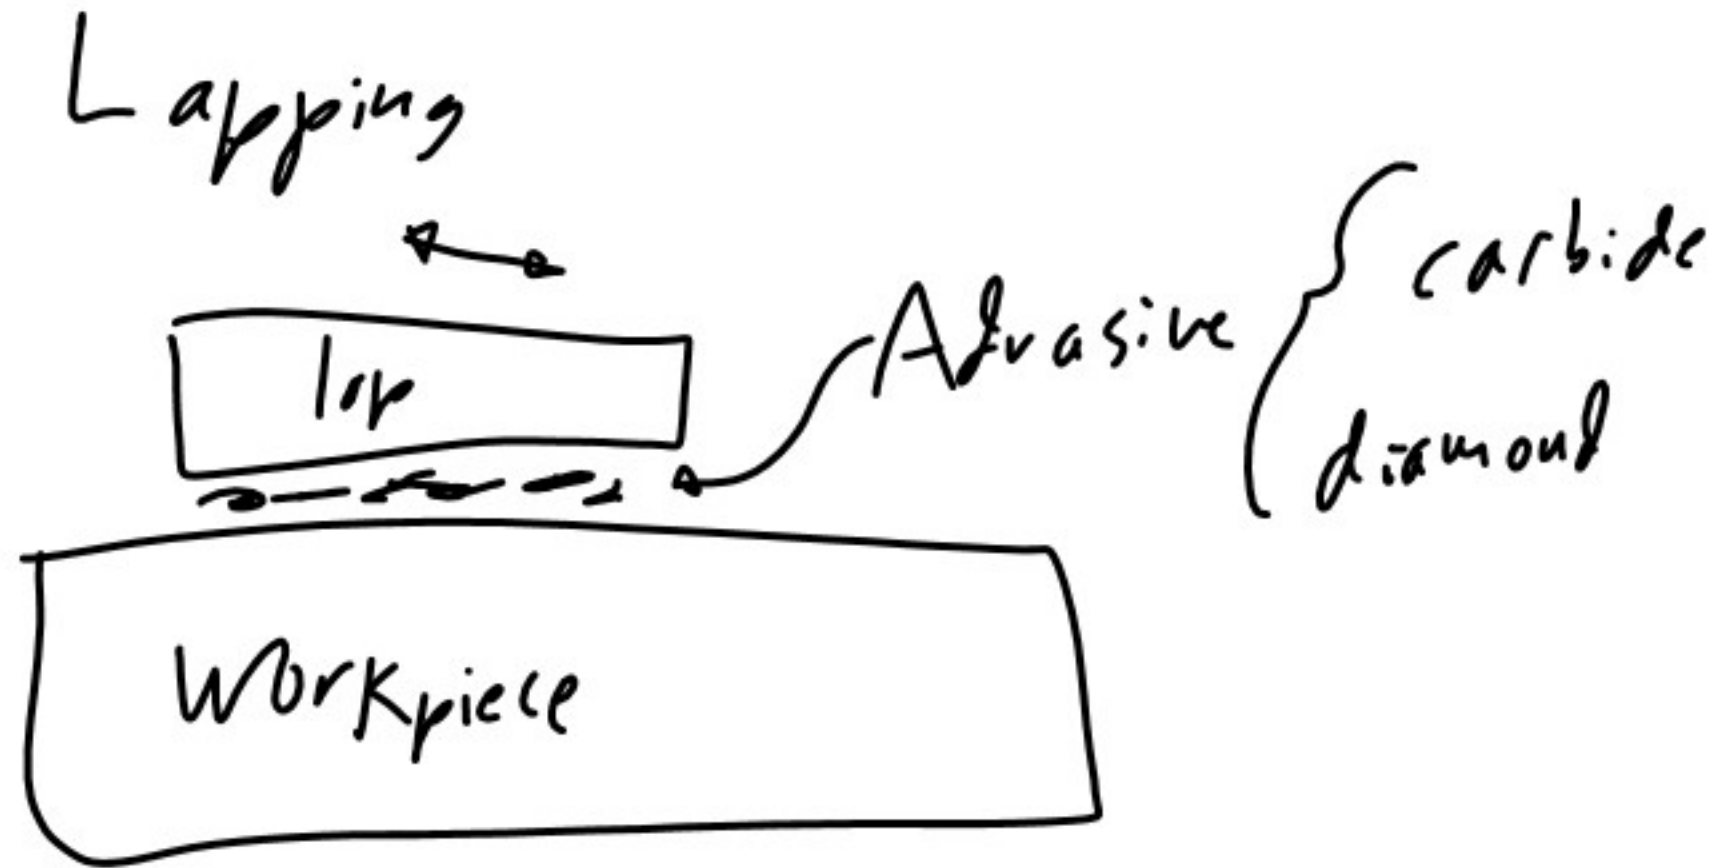 Lapping
carbide
Abrasive
diamond
lap
Workpiece